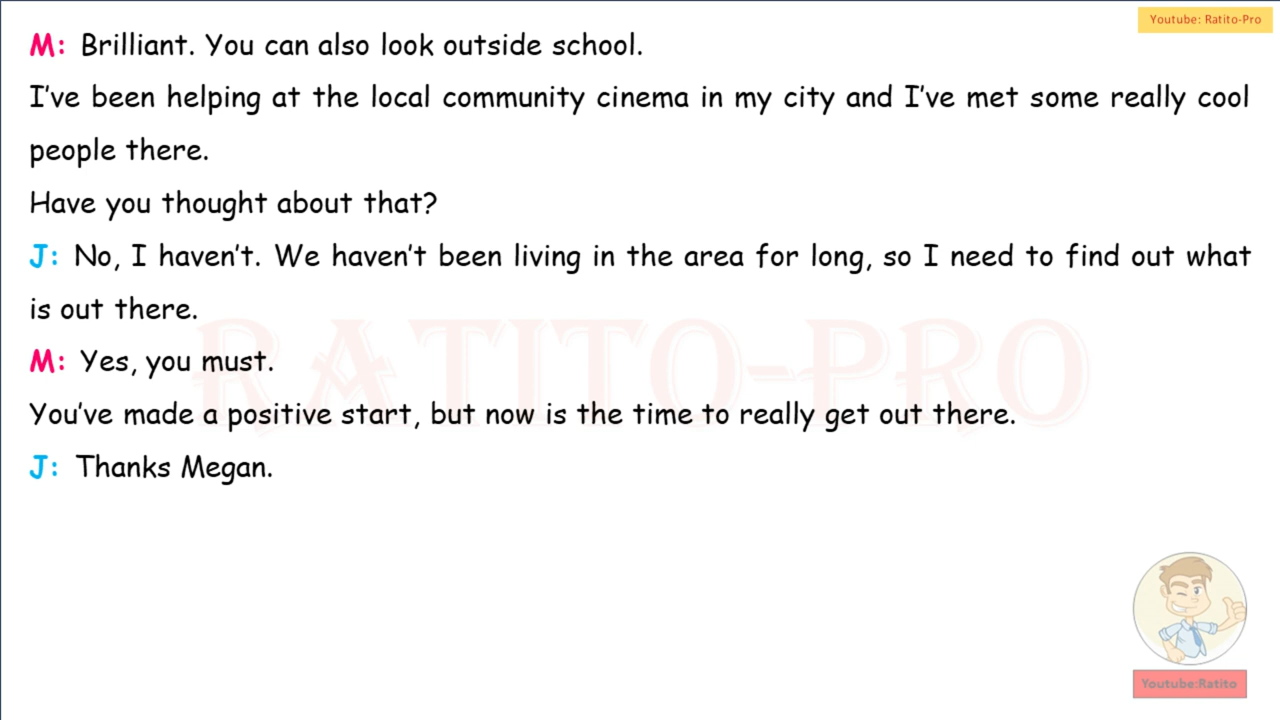 Youtube: Ratito-Pro
M: Brilliant. You can also look outside school.
I've been helping at the local community cinema in my city and I've met some really cool
people there.
Have you thought about that?
J: No, I haven't. We haven't been living in the area for long, so I need to find out what
is out there.
RATITO-PRO
M: Yes, you must.
You've made a positive start, but now is the time to really get out there.
J: Thanks Megan.
Youtube:Ratito